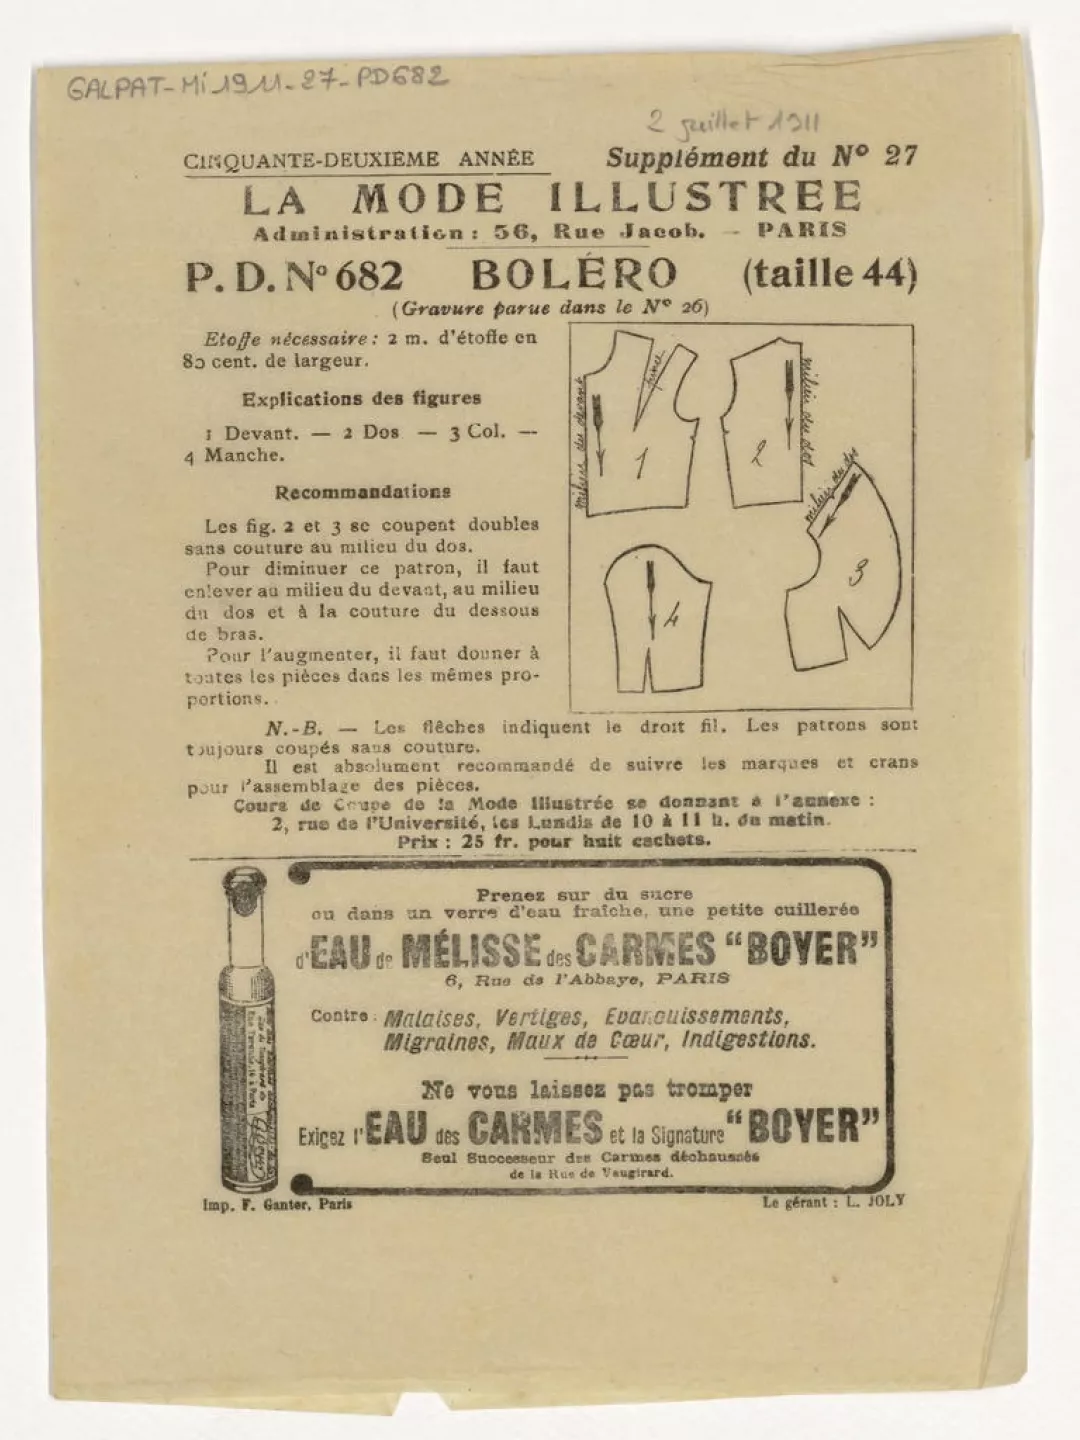 GALPAT-Mi 1911-27-PD682
2 juillet 1911
CINQUANTE-DEUXIÈME ANNÉE
Supplément du N° 27
LA MODE ILLUSTREE
Administration : 56, Rue Jacob. - PARIS
P. D. N° 682 BOLÉRO (taille 44)
(Gravure parue dans le N° 26)
Etoffe nécessaire : 2 m. d'étoffe en
80 cent. de largeur.
Explications des figures
1 Devant. — 2 Dos — 3 Col. —
4 Manche.
Recommandations
Les fig. 2 et 3 se coupent doubles
sans couture au milieu du dos.
Pour diminuer ce patron, il faut
enlever au milieu du devant, au milieu
du dos et à la couture du dessous
de bras.
Pour l'augmenter, il faut donner à
toutes les pièces dans les mêmes pro-
portions.
milieu du devant
pince
1
milieu du dos
2
milieu du dos
3
4
N.-B. — Les flêches indiquent le droit fil. Les patrons sont
toujours coupés sans couture.
Il est absolument recommandé de suivre les marques et crans
pour l'assemblage des pièces.
Cours de Coupe de la Mode Illustrée se donnant à l'annexe :
2, rue de l'Université, les Lundis de 10 à 11 h. du matin.
Prix : 25 fr. pour huit cachets.
Prenez sur du sucre
ou dans un verre d'eau fraîche, une petite cuillerée
d'EAU de MÉLISSE des CARMES "BOYER"
6, Rue de l'Abbaye, PARIS
Contre : Malaises, Vertiges, Evanouissements,
Migraines, Maux de Cœur, Indigestions.
Ne vous laissez pas tromper
Exigez l'EAU des CARMES et la Signature "BOYER"
Seul Successeur des Carmes déchaussés
de la Rue de Vaugirard.
Imp. F. Ganter, Paris
Le gérant : L. JOLY